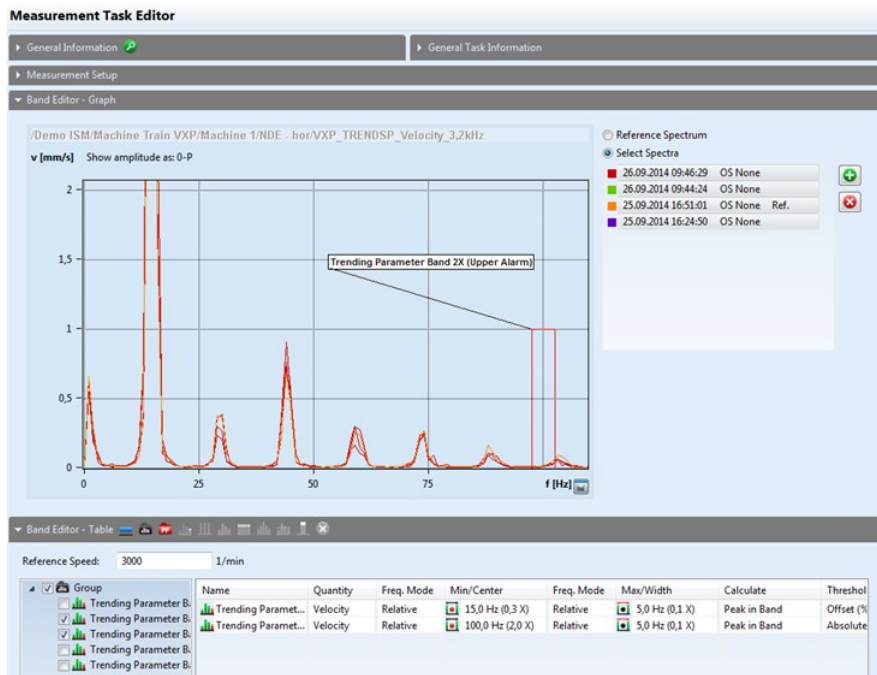 Measurement Task Editor
General Information
General Task Information
Measurement Setup
Band Editor - Graph
/Demo ISM/Machine Train VXP/Machine 1/NDE - hor/VXP_TRENDSP_Velocity_3,2kHz
v [mm/s] Show amplitude as: 0-P
2
1,5
1
0,5
0
0 25 50 75 f [Hz]
Trending Parameter Band 2X (Upper Alarm)
Reference Spectrum
Select Spectra
26.09.2014 09:46:29 OS None
26.09.2014 09:44:24 OS None
25.09.2014 16:51:01 OS None Ref.
25.09.2014 16:24:50 OS None
Band Editor - Table
Reference Speed: 3000 1/min
Group
Trending Parameter B
Trending Parameter B
Trending Parameter B
Trending Parameter B
Trending Parameter B
Name Quantity Freq. Mode Min/Center Freq. Mode Max/Width Calculate Threshol
Trending Paramet... Velocity Relative 15,0 Hz (0,3 X) Relative 5,0 Hz (0,1 X) Peak in Band Offset (%
Trending Paramet... Velocity Relative 100,0 Hz (2,0 X) Relative 5,0 Hz (0,1 X) Peak in Band Absolute